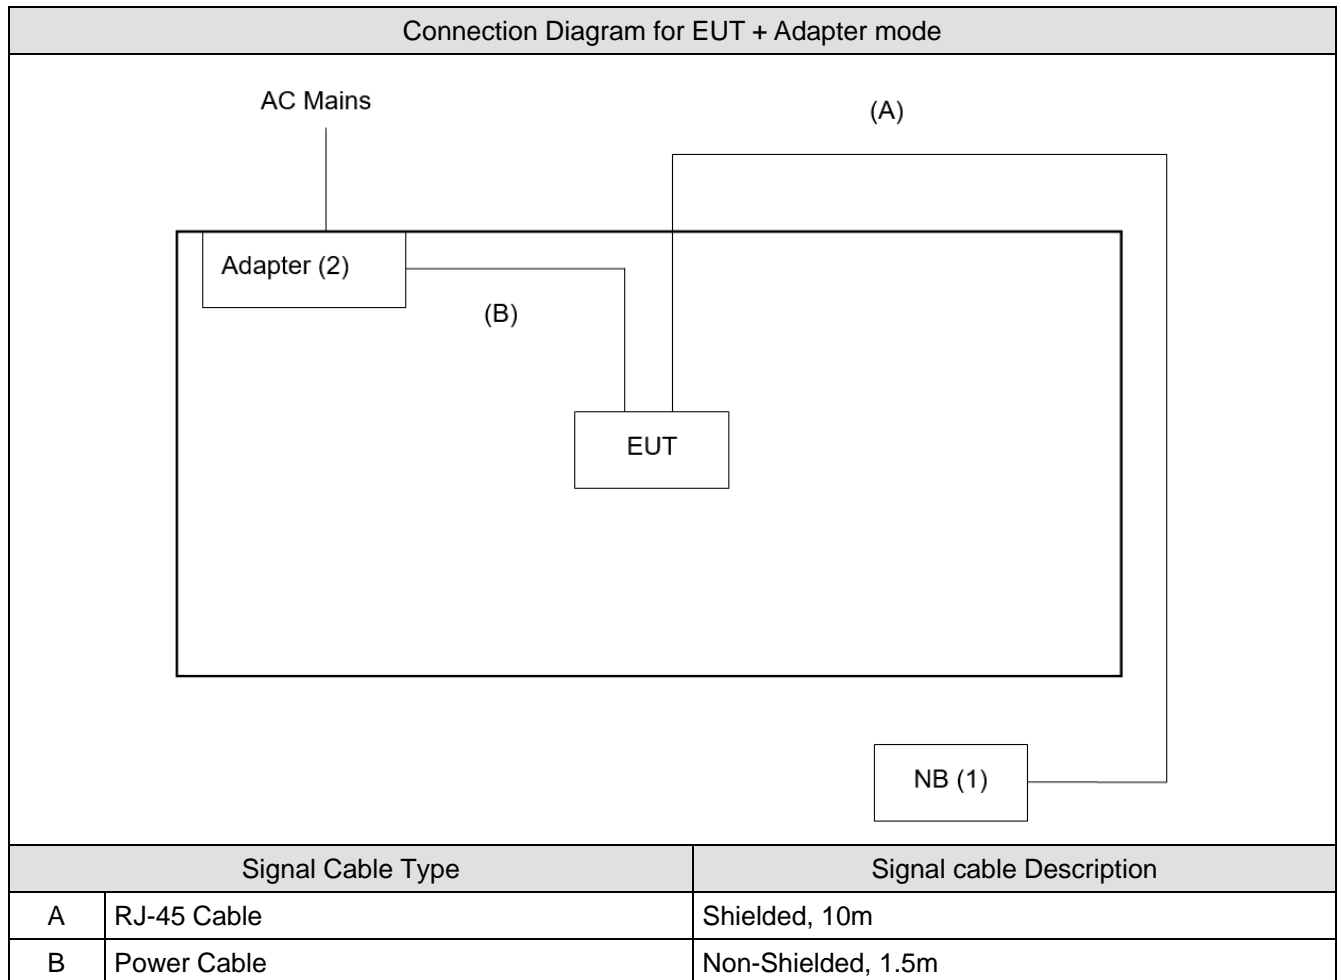 Connection Diagram for EUT + Adapter mode
AC Mains
(A)
Adapter (2)
(B)
EUT
NB (1)
Signal Cable Type Signal cable Description
A RJ-45 Cable Shielded, 10m
B Power Cable Non-Shielded, 1.5m